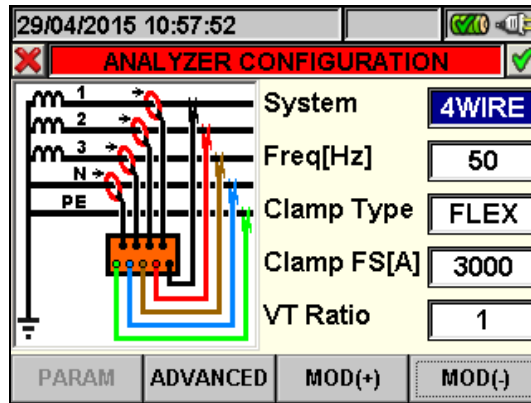 29/04/2015 10:57:52
ANALYZER CONFIGURATION
1
2
3
N
PE
System 4WIRE
Freq[Hz] 50
Clamp Type FLEX
Clamp FS[A] 3000
VT Ratio 1
PARAM ADVANCED MOD(+) MOD(-)